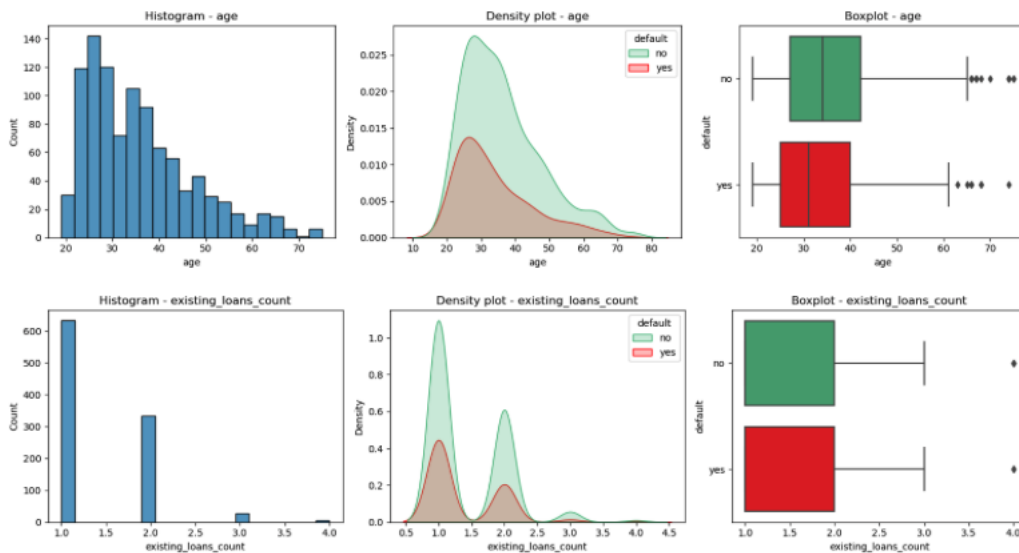 Histogram - age
Count
140
120
100
80
60
40
20
0
20 30 40 50 60 70
age
Density plot - age
Density
0.025
0.020
0.015
0.010
0.005
0.000
default
no
yes
10 20 30 40 50 60 70 80
age
Boxplot - age
default
no
yes
20 30 40 50 60 70
age
Histogram - existing_loans_count
Count
600
500
400
300
200
100
0
1.0 1.5 2.0 2.5 3.0 3.5 4.0
existing_loans_count
Density plot - existing_loans_count
Density
1.0
0.8
0.6
0.4
0.2
0.0
default
no
yes
0.5 1.0 1.5 2.0 2.5 3.0 3.5 4.0 4.5
existing_loans_count
Boxplot - existing_loans_count
default
no
yes
1.0 1.5 2.0 2.5 3.0 3.5 4.0
existing_loans_count